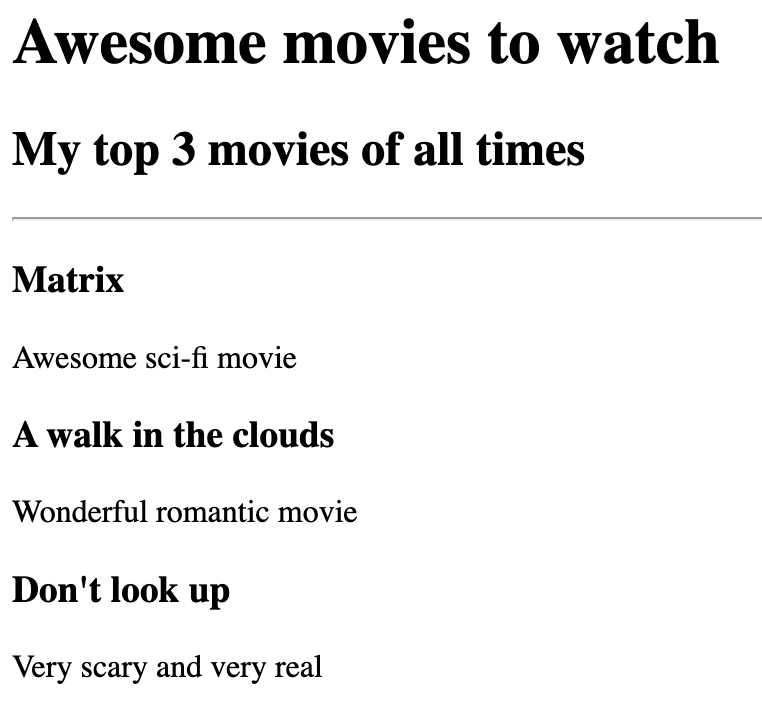 Awesome movies to watch
My top 3 movies of all times
Matrix
Awesome sci-fi movie
A walk in the clouds
Wonderful romantic movie
Don't look up
Very scary and very real